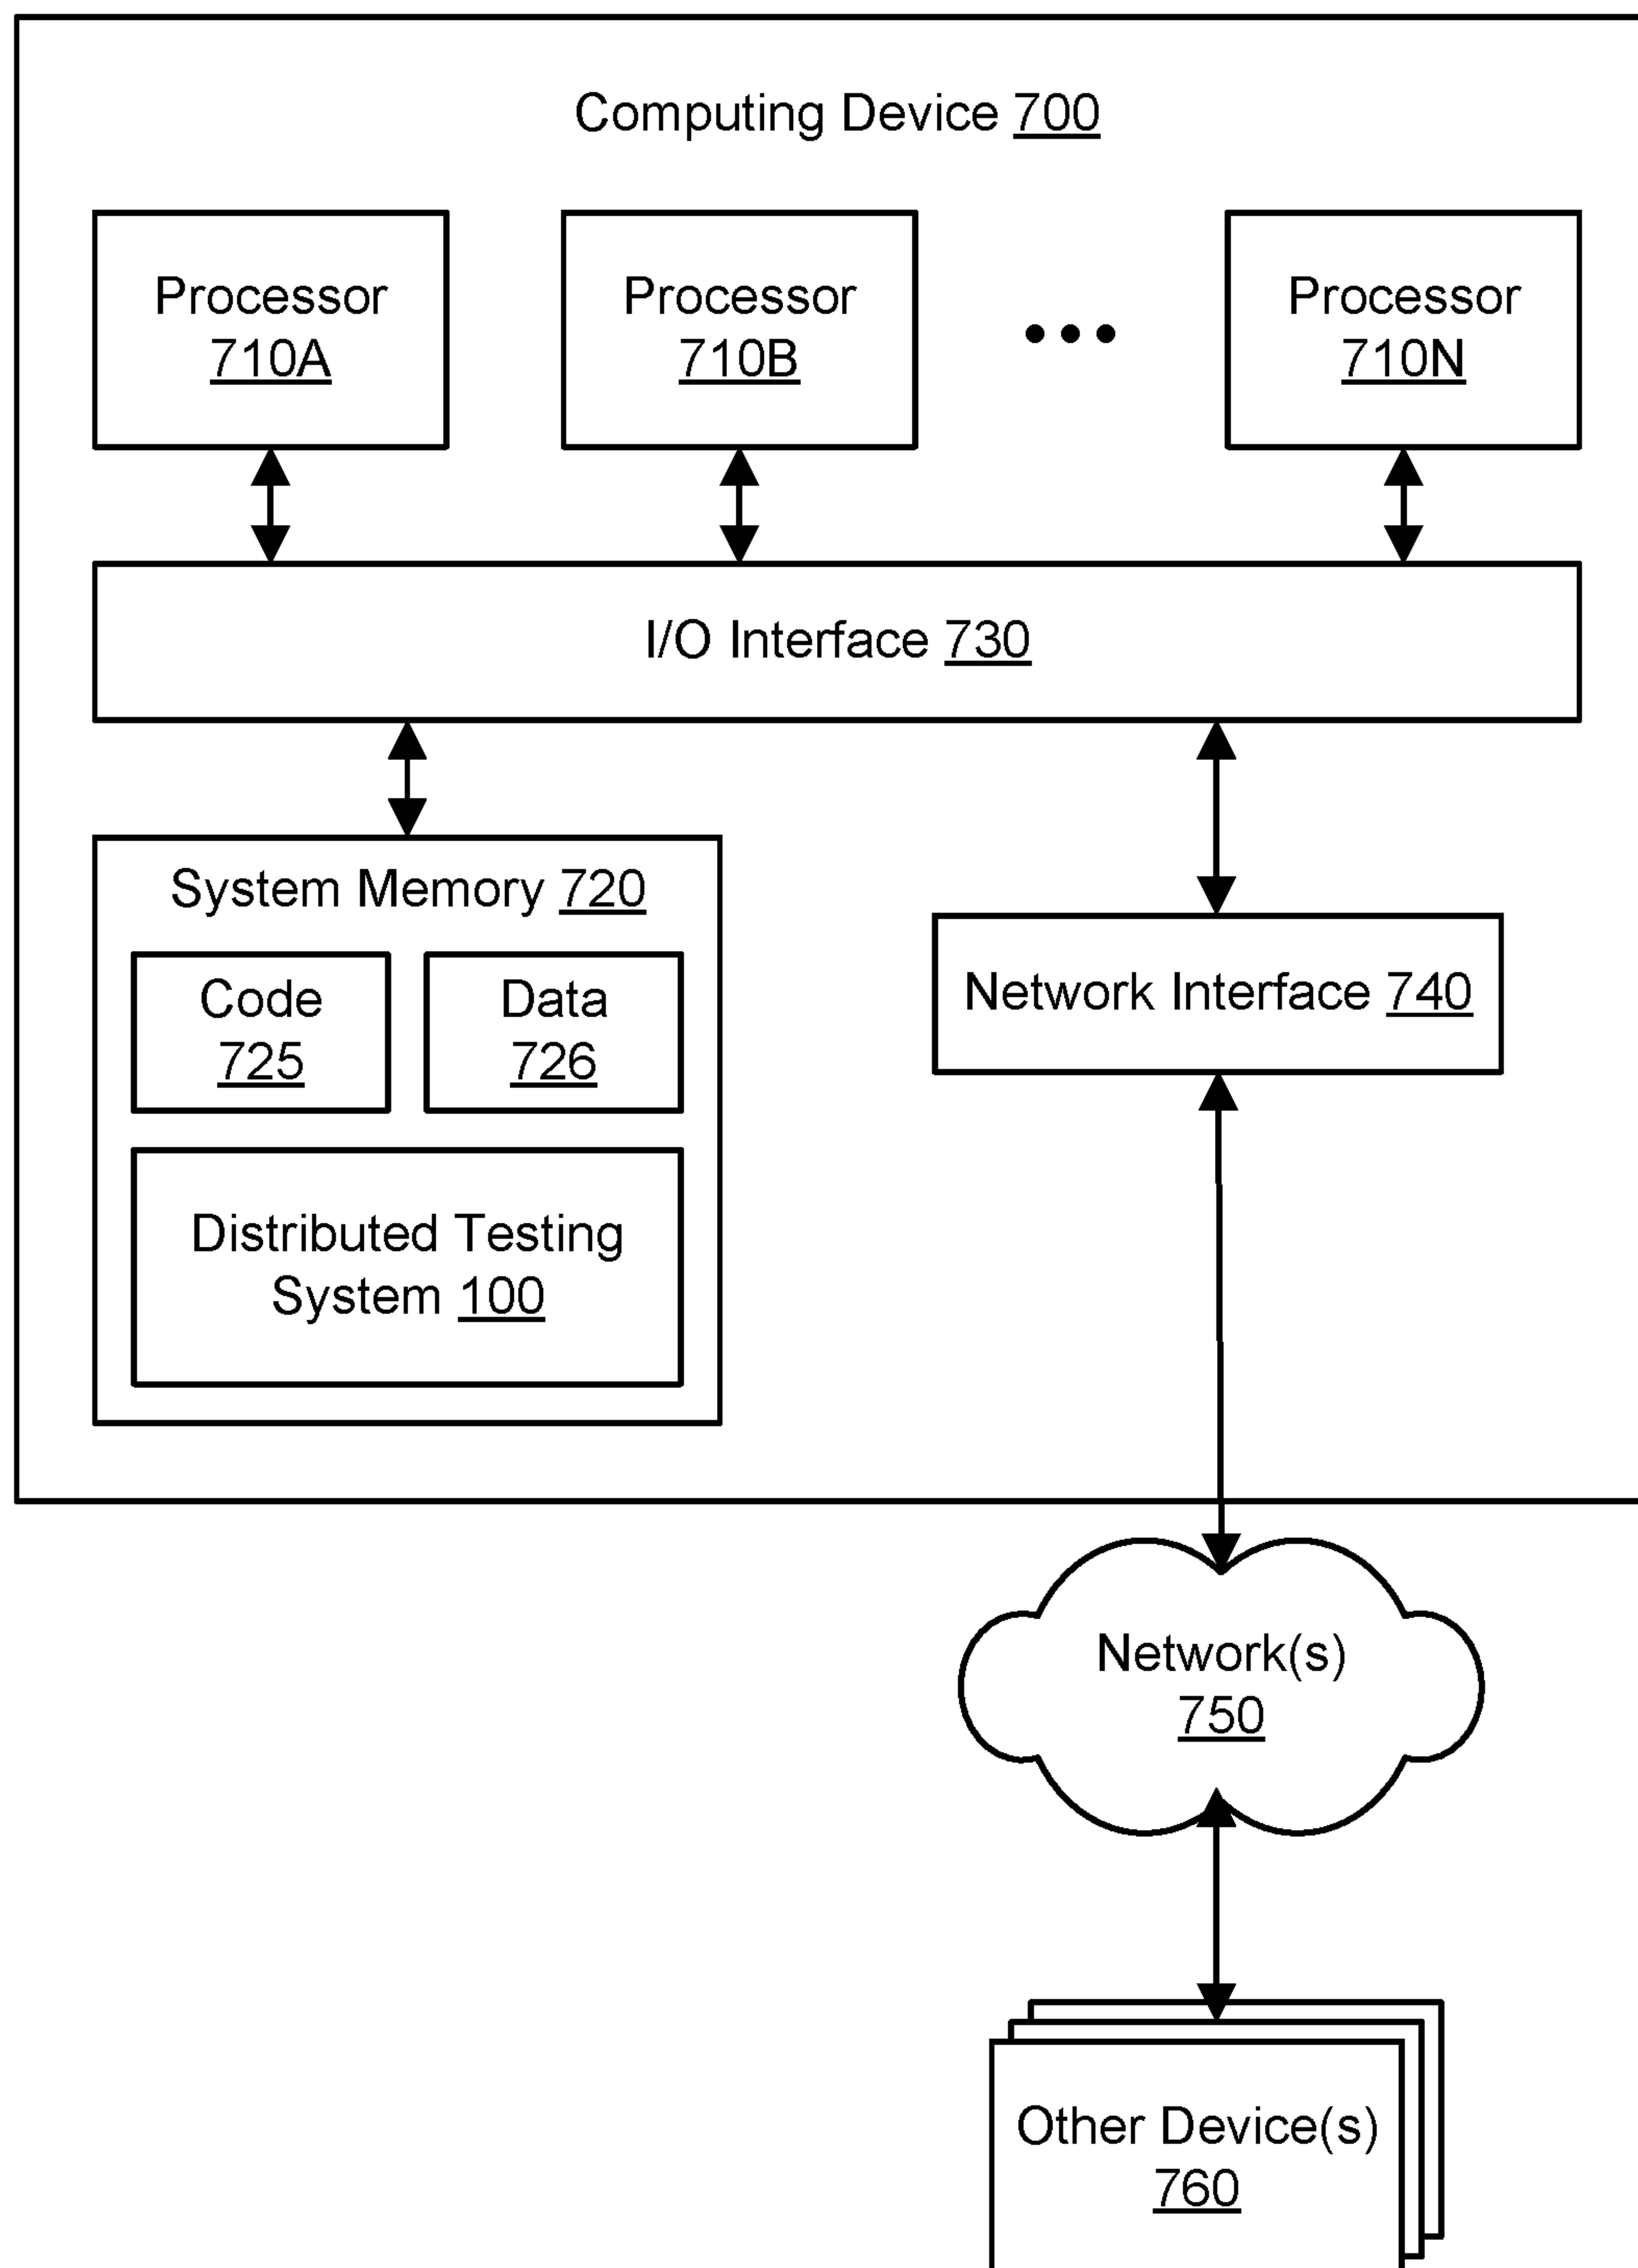 Computing Device 700
Processor
710A
Processor
710B
Processor
710N
I/O Interface 730
System Memory 720
Code
725
Data
726
Distributed Testing
System 100
Network Interface 740
Network(s)
750
Other Device(s)
760